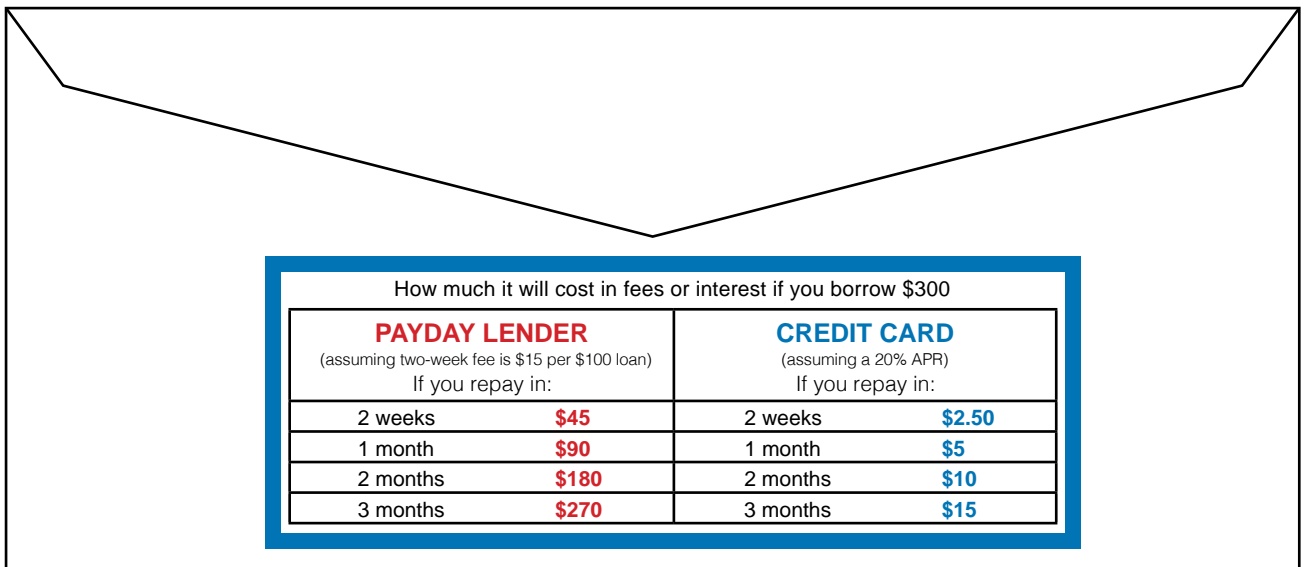 How much it will cost in fees or interest if you borrow $300
PAYDAY LENDER
(assuming two-week fee is $15 per $100 loan)
If you repay in:
2 weeks $45
1 month $90
2 months $180
3 months $270
CREDIT CARD
(assuming a 20% APR)
If you repay in:
2 weeks $2.50
1 month $5
2 months $10
3 months $15